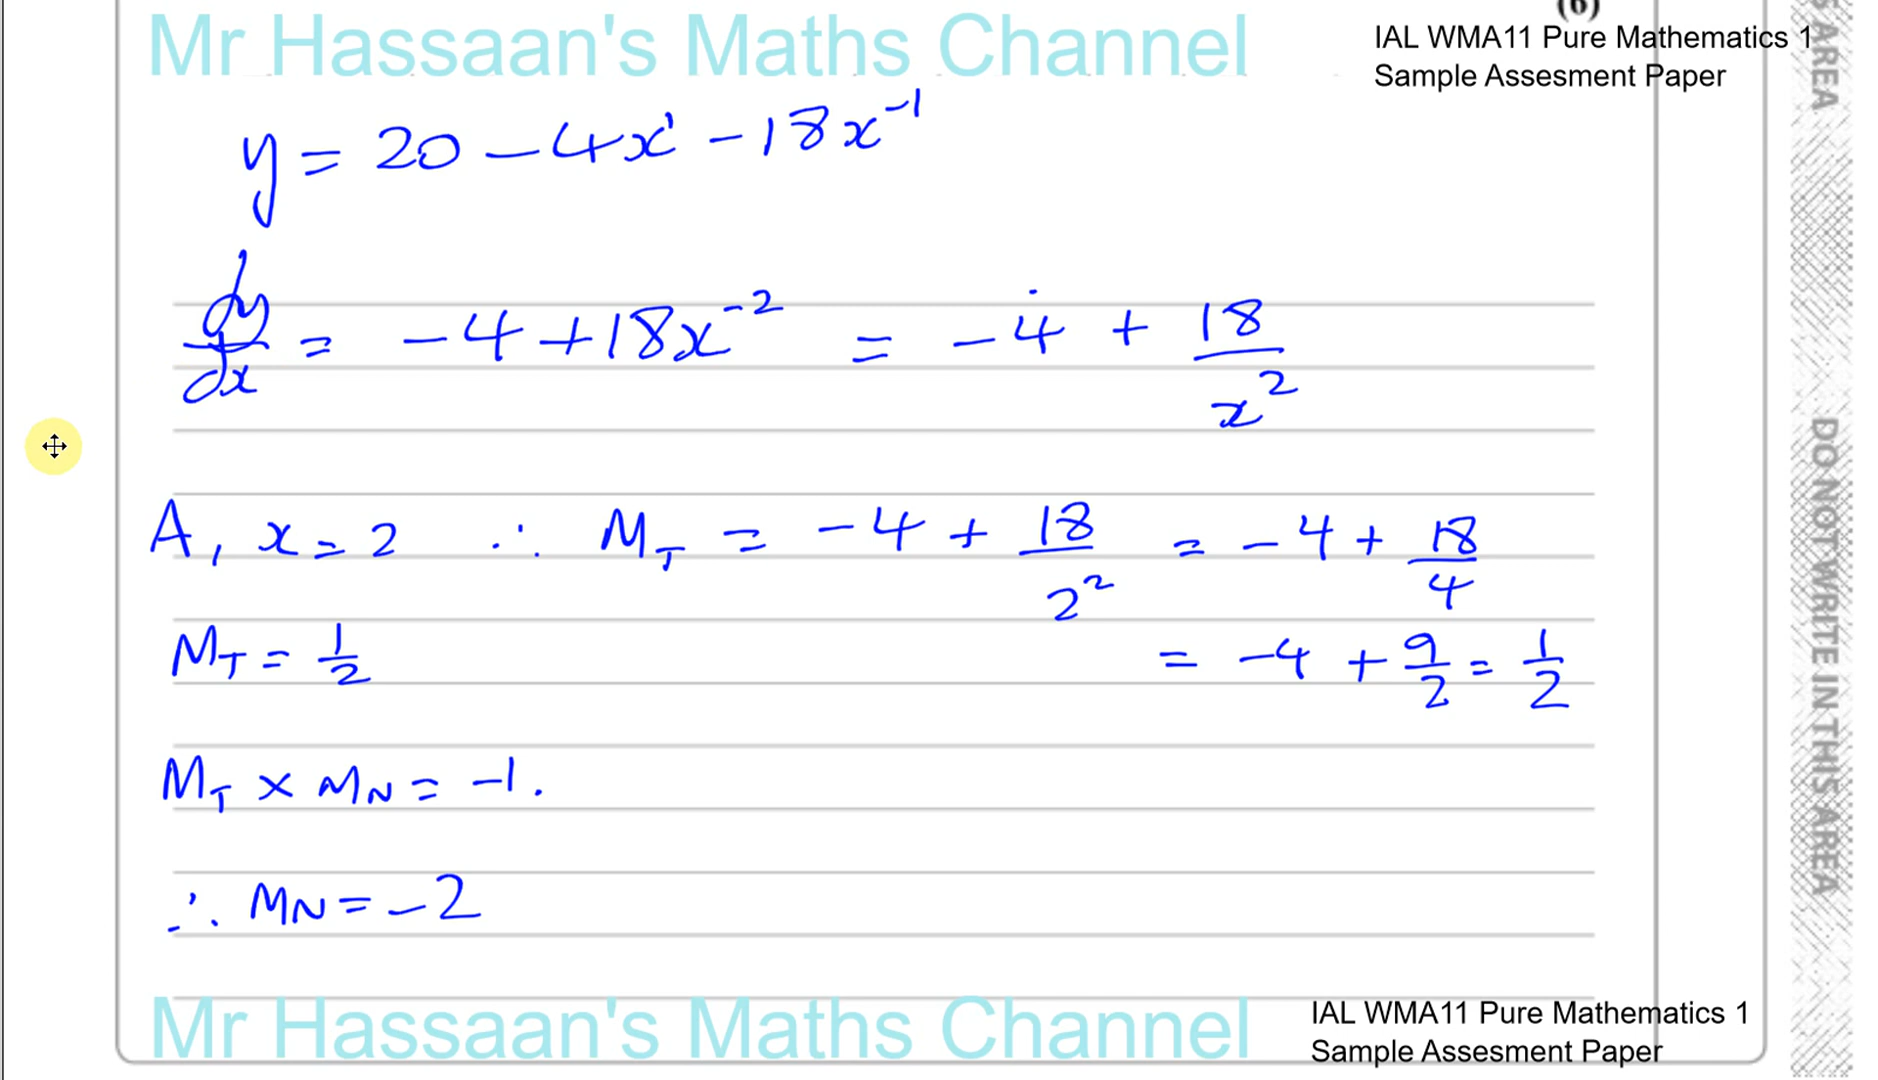 (6)
Mr Hassaan's Maths Channel
IAL WMA11 Pure Mathematics 1
Sample Assesment Paper
y = 20 - 4x¹ - 18x⁻¹
dy/dx = -4 + 18x⁻² = -4 + 18/x²
A, x = 2 ∴ M_T = -4 + 18/2² = -4 + 18/4
M_T = 1/2 = -4 + 9/2 = 1/2
M_T × M_N = -1.
∴ M_N = -2
Mr Hassaan's Maths Channel
IAL WMA11 Pure Mathematics 1
Sample Assesment Paper
S AREA
DO NOT WRITE IN THIS AREA